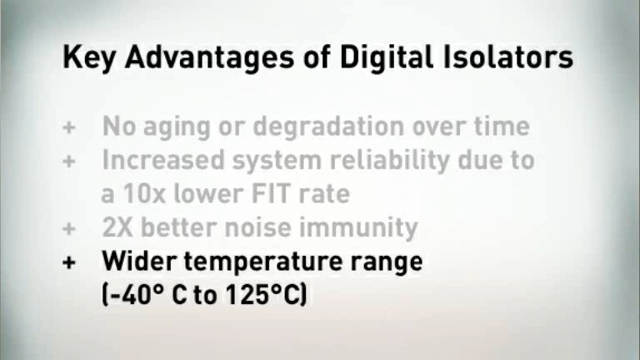 Key Advantages of Digital Isolators
+ No aging or degradation over time
+ Increased system reliability due to
a 10x lower FIT rate
+ 2X better noise immunity
+ Wider temperature range
(-40° C to 125°C)